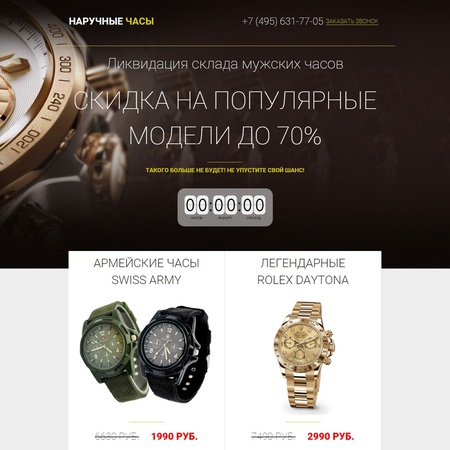 НАРУЧНЫЕ ЧАСЫ
+7 (495) 631-77-05 ЗАКАЗАТЬ ЗВОНОК
Ликвидация склада мужских часов
СКИДКА НА ПОПУЛЯРНЫЕ
МОДЕЛИ ДО 70%
ТАКОГО БОЛЬШЕ НЕ БУДЕТ! НЕ УПУСТИТЕ СВОЙ ШАНС!
00:00:00
АРМЕЙСКИЕ ЧАСЫ
SWISS ARMY
ЛЕГЕНДАРНЫЕ
ROLEX DAYTONA
6630 РУБ. 1990 РУБ.
7490 РУБ. 2990 РУБ.